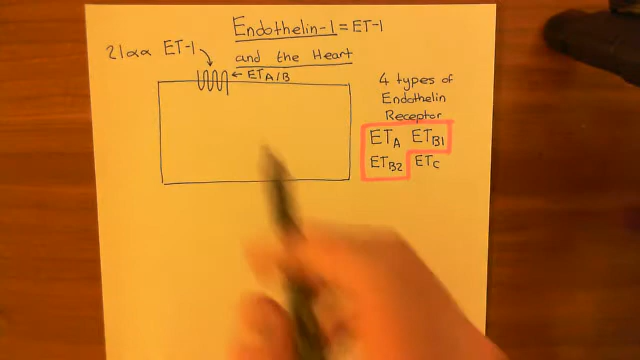 Endothelin-1 = ET-1
and the Heart
21αα ET-1
← ETA/B
4 types of
Endothelin
Receptor
ETA ETB1
ETB2 ETC